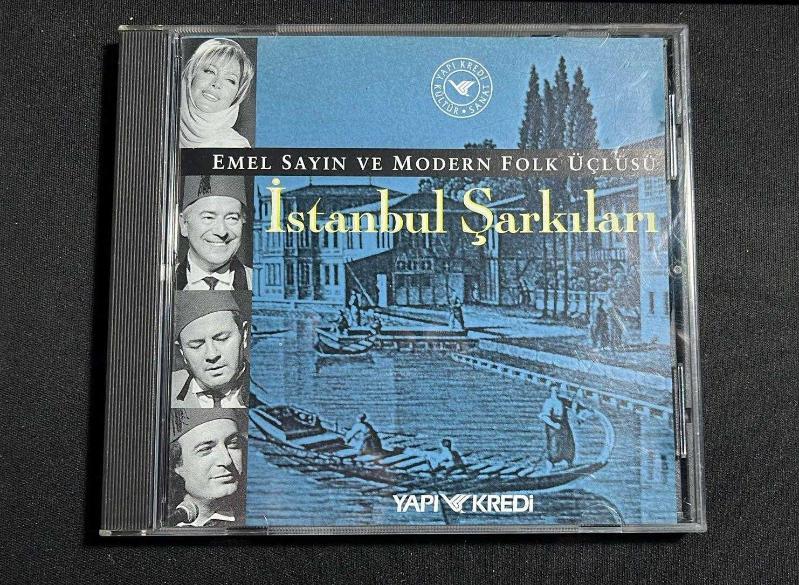 YAPI KREDİ
KÜLTÜR • SANAT
EMEL SAYIN VE MODERN FOLK ÜÇLÜSÜ
İstanbul Şarkıları
YAPI KREDİ